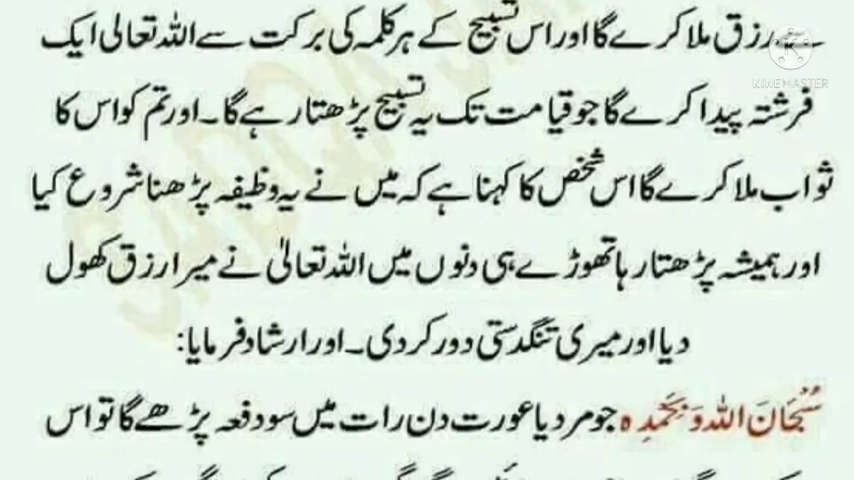 سے رزق ملا کرے گا اور اس تسبیح کے ہر کلمہ کی برکت سے اللہ تعالی ایک
KINEMASTER
فرشتہ پیدا کرے گا جو قیامت تک یہ تسبیح پڑھتا رہے گا۔ اور تم کو اس کا
ثواب ملا کرے گا اس شخص کا کہنا ہے کہ میں نے یہ وظیفہ پڑھنا شروع کیا
اور ہمیشہ پڑھتا رہا تھوڑے ہی دنوں میں اللہ تعالیٰ نے میرا رزق کھول
دیا اور میری تنگدستی دور کر دی۔ اور ارشاد فرمایا:
سُبْحَانَ اللہ وَ بِحَمْدِہ جو مرد یا عورت دن رات میں سو دفعہ پڑھے گا تو اس